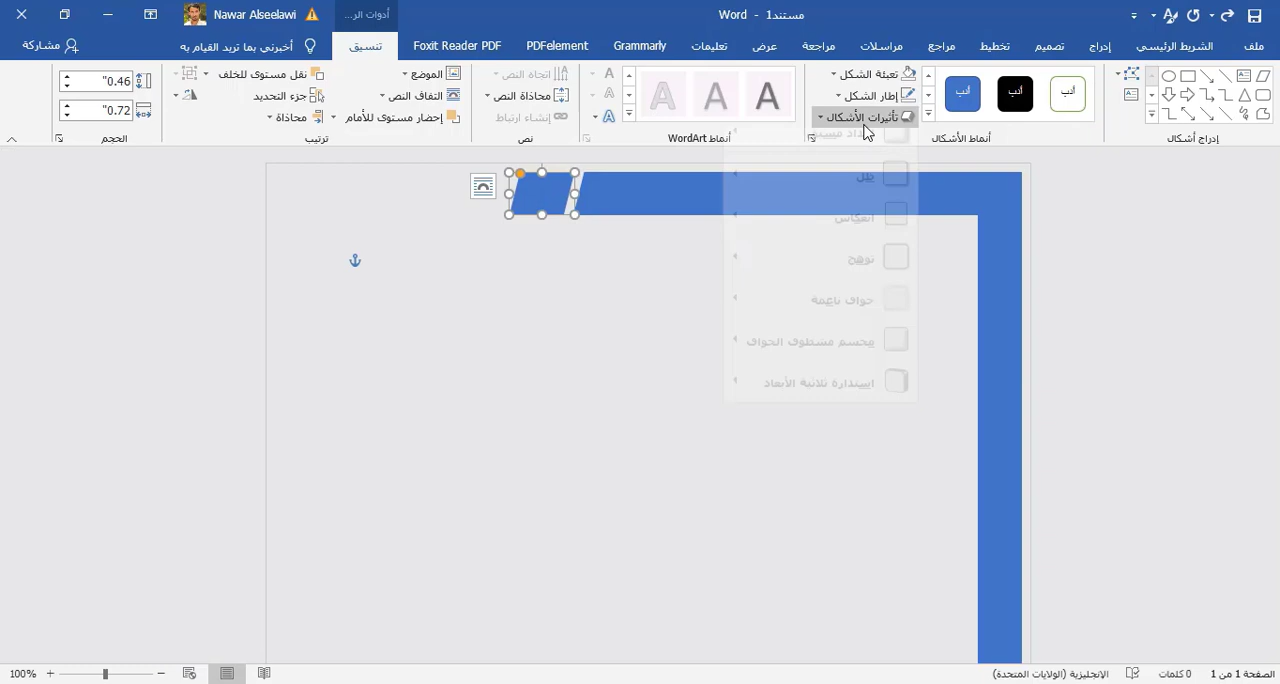 مستند1 - Word
أدوات الر...
Nawar Alseelawi
ملف
الشريط الرئيسي
إدراج
تصميم
تخطيط
مراجع
مراسلات
مراجعة
عرض
تعليمات
Grammarly
PDFelement
Foxit Reader PDF
تنسيق
أخبرني بما تريد القيام به
مشاركة
إدراج أشكال
أدب
أدب
أدب
تعبئة الشكل
إطار الشكل
تأثيرات الأشكال
أنماط الأشكال
A
A
A
أنماط WordArt
اتجاه النص
محاذاة النص
إنشاء ارتباط
نص
الموضع
التفاف النص
إحضار مستوى للأمام
نقل مستوى للخلف
جزء التحديد
محاذاة
ترتيب
0.46"
0.72"
الحجم
ظل
انعكاس
توهج
حواف ناعمة
مجسم مشطوف الحواف
استدارة ثلاثية الأبعاد
الصفحة 1 من 1
0 كلمات
الإنجليزية (الولايات المتحدة)
100%